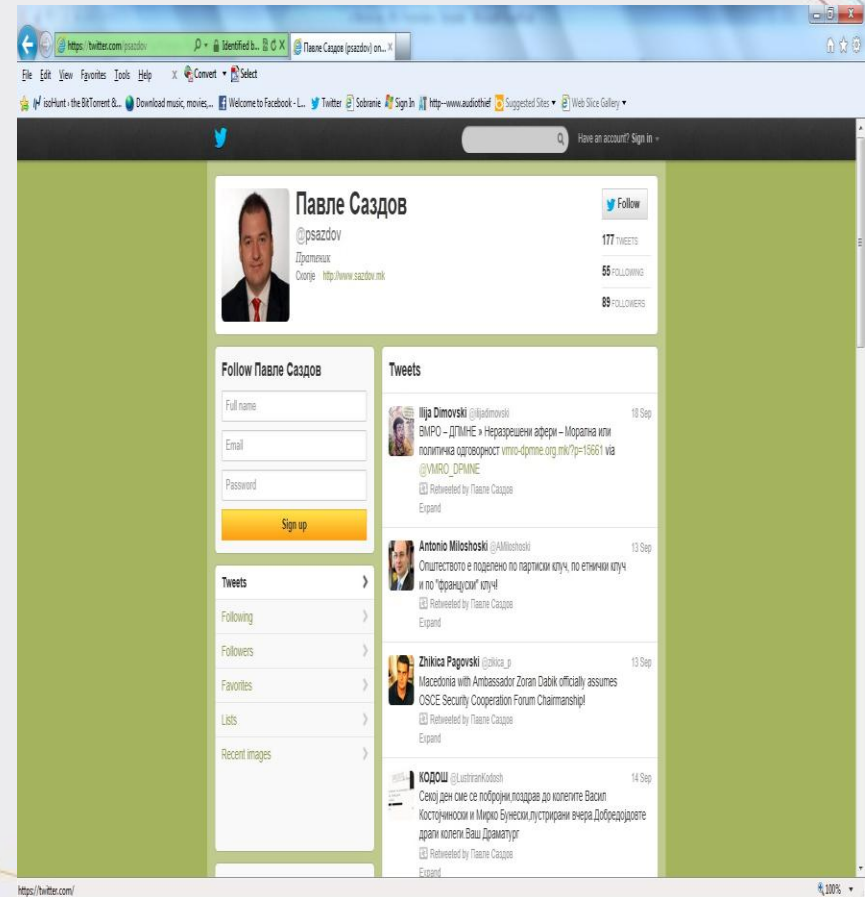 https://twitter.com/psazdov
Identified b...
Павле Саздов (psazdov) on...
File Edit View Favorites Tools Help
x Convert Select
isoHunt › the BitTorrent &... Download music, movies,... Welcome to Facebook - L... Twitter Sobranie Sign In http--www.audiothief Suggested Sites Web Slice Gallery
Have an account? Sign in
Павле Саздов
@psazdov
Пратеник
Скопје http://www.sazdov.mk
Follow
177 TWEETS
55 FOLLOWING
89 FOLLOWERS
Follow Павле Саздов
Full name
Email
Password
Sign up
Tweets
Following
Followers
Favorites
Lists
Recent images
Tweets
Ilija Dimovski @ilijadimovski 18 Sep
ВМРО – ДПМНЕ » Неразрешени афери – Морална или
политичка одговорност vmro-dpmne.org.mk/?p=15661 via
@VMRO_DPMNE
Retweeted by Павле Саздов
Expand
Antonio Miloshoski @AMiloshoski 13 Sep
Општеството е поделено по партиски клуч, по етнички клуч
и по "француски" клуч!
Retweeted by Павле Саздов
Expand
Zhikica Pagovski @zikica_p 13 Sep
Macedonia with Ambassador Zoran Dabik officially assumes
OSCE Security Cooperation Forum Chairmanship!
Retweeted by Павле Саздов
Expand
КОДОШ @LustriranKodosh 14 Sep
Секој ден сме се побројни,поздрав до колегите Васил
Костојчиноски и Мирко Бунески,лустрирани вчера.Добредојдовте
драги колеги.Ваш Драматург
Retweeted by Павле Саздов
Expand
https://twitter.com/
100%